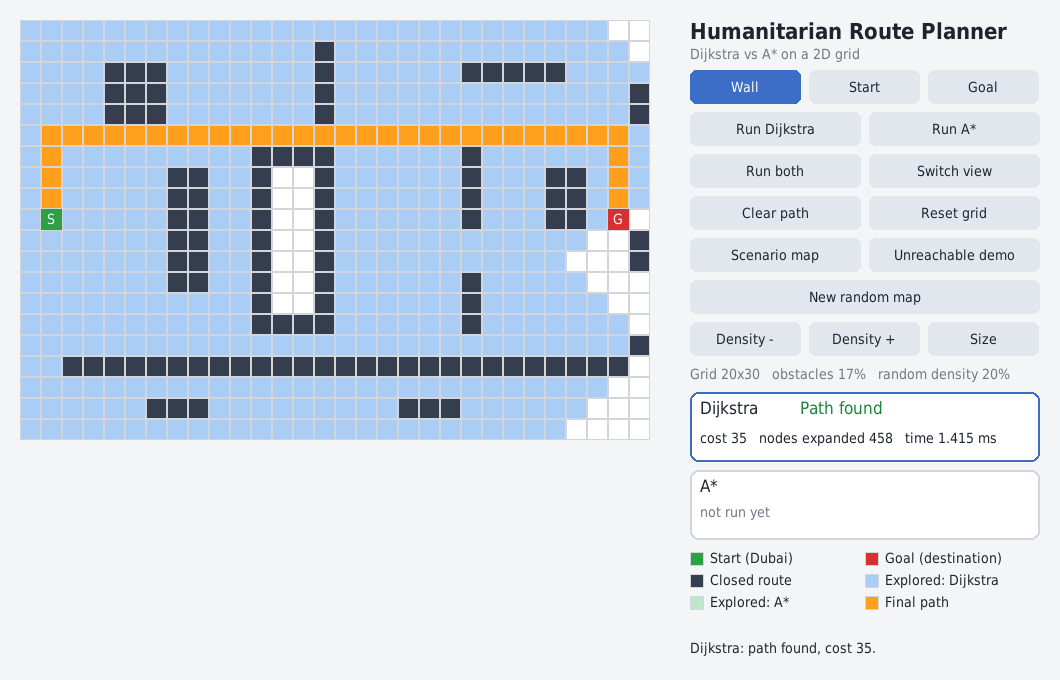 Humanitarian Route Planner
Dijkstra vs A* on a 2D grid
Wall Start Goal
Run Dijkstra Run A*
Run both Switch view
Clear path Reset grid
Scenario map Unreachable demo
New random map
Density - Density + Size
Grid 20x30 obstacles 17% random density 20%
Dijkstra Path found
cost 35 nodes expanded 458 time 1.415 ms
A*
not run yet
Start (Dubai) Goal (destination)
Closed route Explored: Dijkstra
Explored: A* Final path
Dijkstra: path found, cost 35.
S G